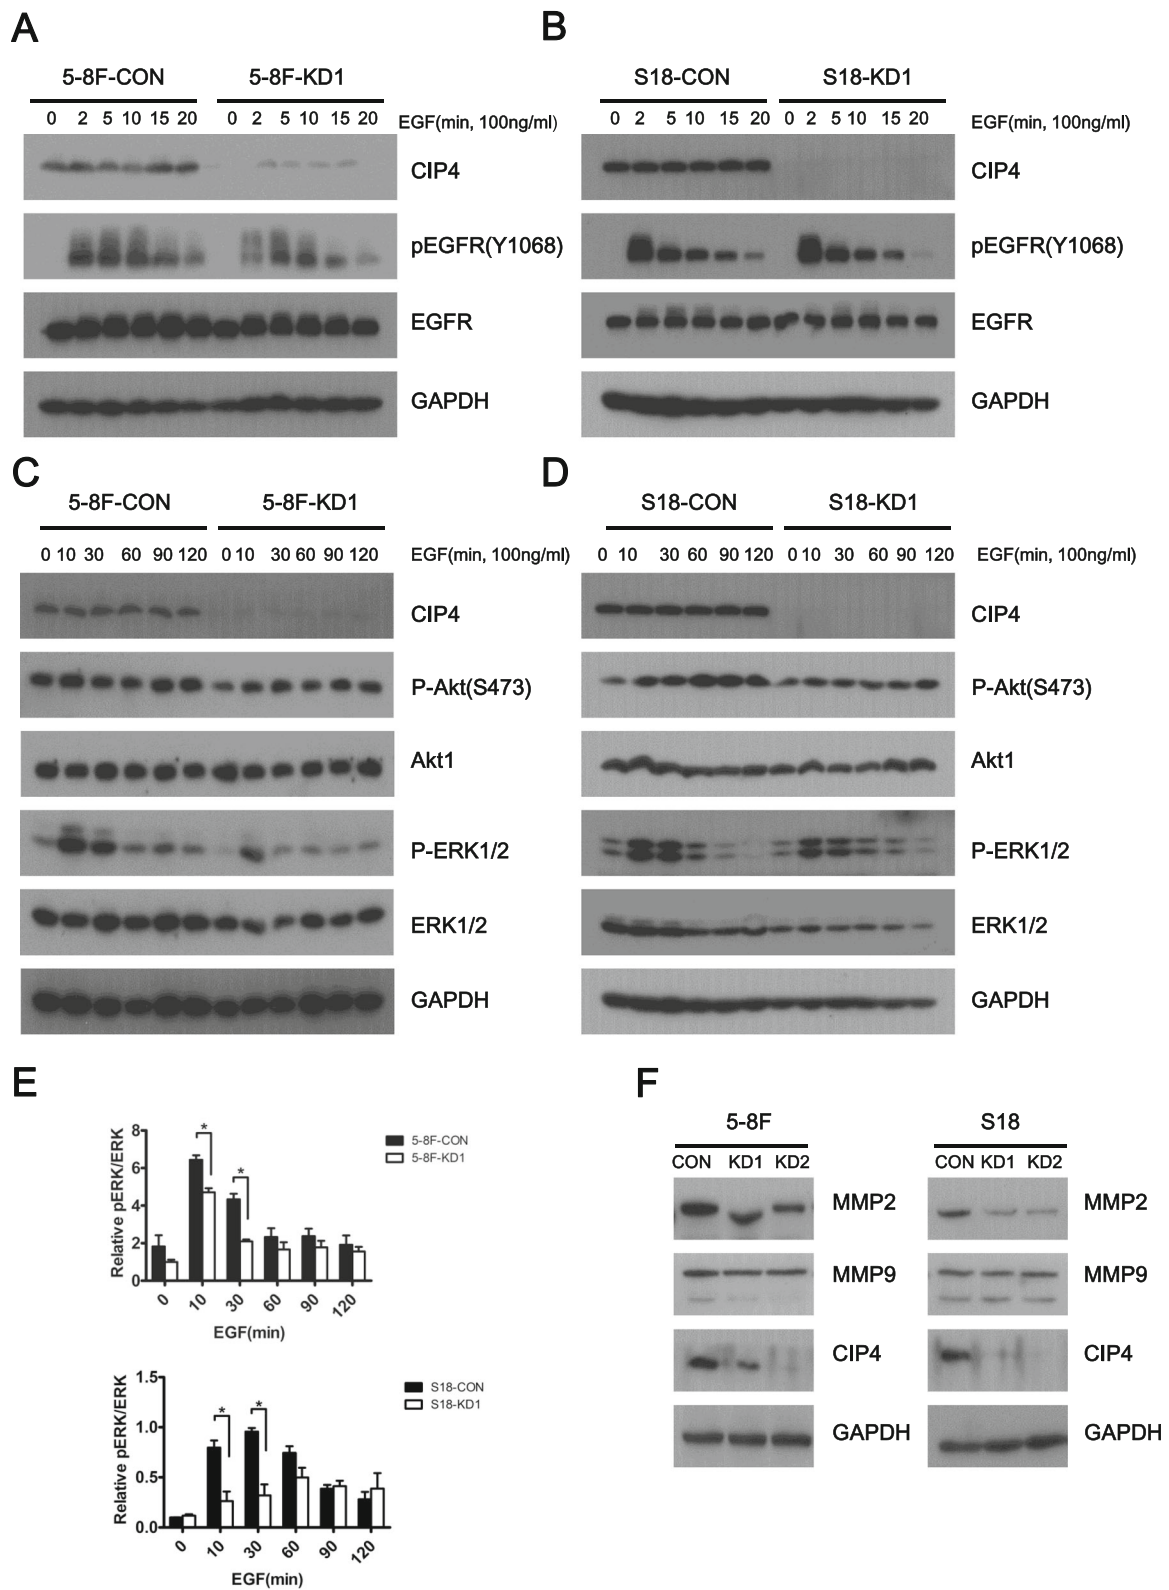 A
5-8F-CON 5-8F-KD1
0 2 5 10 15 20 0 2 5 10 15 20 EGF(min, 100ng/ml)
CIP4
pEGFR(Y1068)
EGFR
GAPDH
B
S18-CON S18-KD1
0 2 5 10 15 20 0 2 5 10 15 20 EGF(min, 100ng/ml)
CIP4
pEGFR(Y1068)
EGFR
GAPDH
C
5-8F-CON 5-8F-KD1
0 10 30 60 90 120 0 10 30 60 90 120 EGF(min, 100ng/ml)
CIP4
P-Akt(S473)
Akt1
P-ERK1/2
ERK1/2
GAPDH
D
S18-CON S18-KD1
0 10 30 60 90 120 0 10 30 60 90 120 EGF(min, 100ng/ml)
CIP4
P-Akt(S473)
Akt1
P-ERK1/2
ERK1/2
GAPDH
E
Relative pERK/ERK
8
6
4
2
0
* *
5-8F-CON
5-8F-KD1
0 10 30 60 90 120
EGF(min)
Relative pERK/ERK
1.5
1.0
0.5
0.0
* *
S18-CON
S18-KD1
0 10 30 60 90 120
EGF(min)
F
5-8F
CON KD1 KD2
MMP2
MMP9
CIP4
GAPDH
S18
CON KD1 KD2
MMP2
MMP9
CIP4
GAPDH